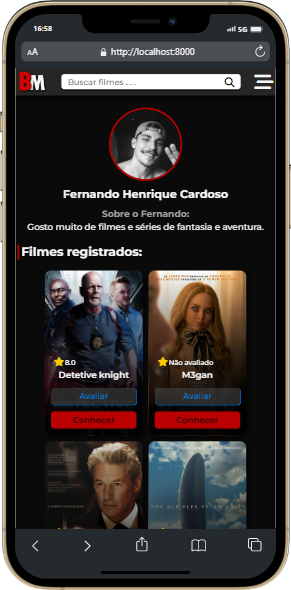 16:58
5G
AA
http://localhost:8000
BM
Buscar filmes . . .
Fernando Henrique Cardoso
Sobre o Fernando:
Gosto muito de filmes e séries de fantasia e aventura.
Filmes registrados:
8.0
Não avaliado
Detetive knight
M3gan
Avaliar
Avaliar
Conhecer
Conhecer